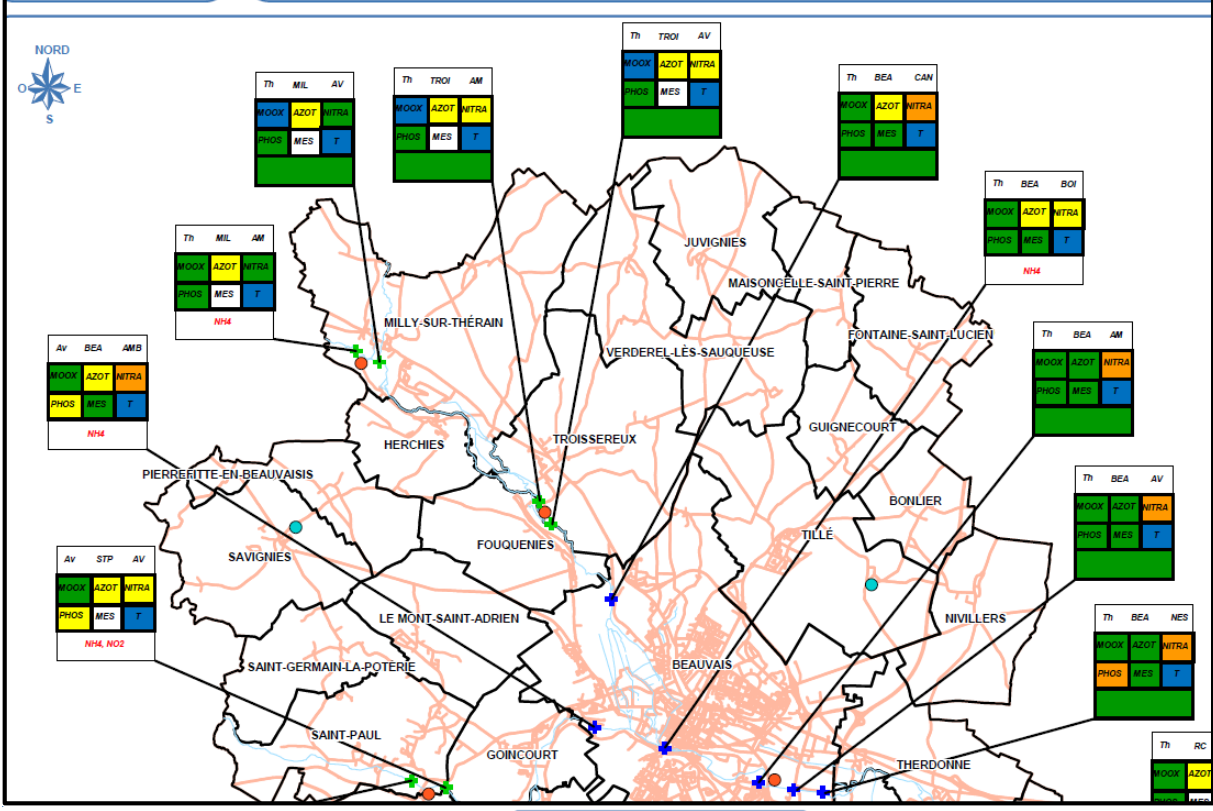 NORD
O
E
S
Th TROI AV
MOOX AZOT NITRA
PHOS MES T
Th MIL AV
MOOX AZOT NITRA
PHOS MES T
Th TROI AM
MOOX AZOT NITRA
PHOS MES T
Th BEA CAN
MOOX AZOT NITRA
PHOS MES T
Th BEA BOI
MOOX AZOT NITRA
PHOS MES T
NH4
Th MIL AM
MOOX AZOT NITRA
PHOS MES T
NH4
Av BEA AMB
MOOX AZOT NITRA
PHOS MES T
NH4
Th BEA AM
MOOX AZOT NITRA
PHOS MES T
Th BEA AV
MOOX AZOT NITRA
PHOS MES T
Av STP AV
MOOX AZOT NITRA
PHOS MES T
NH4, NO2
Th BEA NES
MOOX AZOT NITRA
PHOS MES T
Th RC
MOOX AZOT
JUVIGNIES
MAISONCELLE-SAINT-PIERRE
MILLY-SUR-THÉRAIN
FONTAINE-SAINT-LUCIEN
VERDEREL-LÈS-SAUQUEUSE
GUIGNECOURT
HERCHIES
TROISSEREUX
PIERREFITTE-EN-BEAUVAISIS
BONLIER
TILLÉ
FOUQUENIES
SAVIGNIES
LE MONT-SAINT-ADRIEN
NIVILLERS
SAINT-GERMAIN-LA-POTERIE
BEAUVAIS
SAINT-PAUL
GOINCOURT
THERDONNE